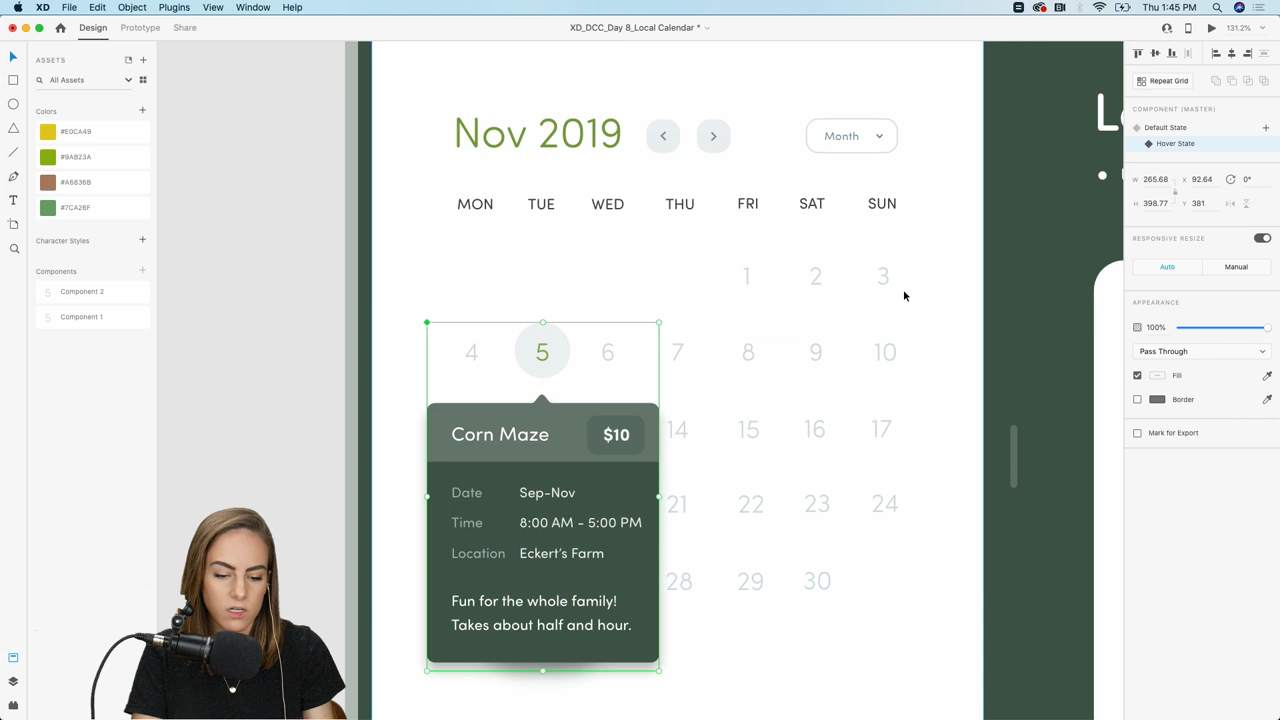 XD File Edit Object Plugins View Window Help Thu 1:45 PM
Design Prototype Share XD_DCC_Day 8_Local Calendar * 131.2%
ASSETS
All Assets
Colors
#E0CA49
#9AB23A
#A6836B
#7CA26F
Character Styles
Components
5 Component 2
5 Component 1
Nov 2019 Month
MON TUE WED THU FRI SAT SUN
1 2 3
4 5 6 7 8 9 10
14 15 16 17
21 22 23 24
28 29 30
Corn Maze $10
Date Sep-Nov
Time 8:00 AM - 5:00 PM
Location Eckert's Farm
Fun for the whole family!
Takes about half and hour.
Repeat Grid
COMPONENT (MASTER)
Default State
Hover State
W 265.68 X 92.64 0°
H 398.77 Y 381
RESPONSIVE RESIZE
Auto Manual
APPEARANCE
100%
Pass Through
Fill
Border
Mark for Export